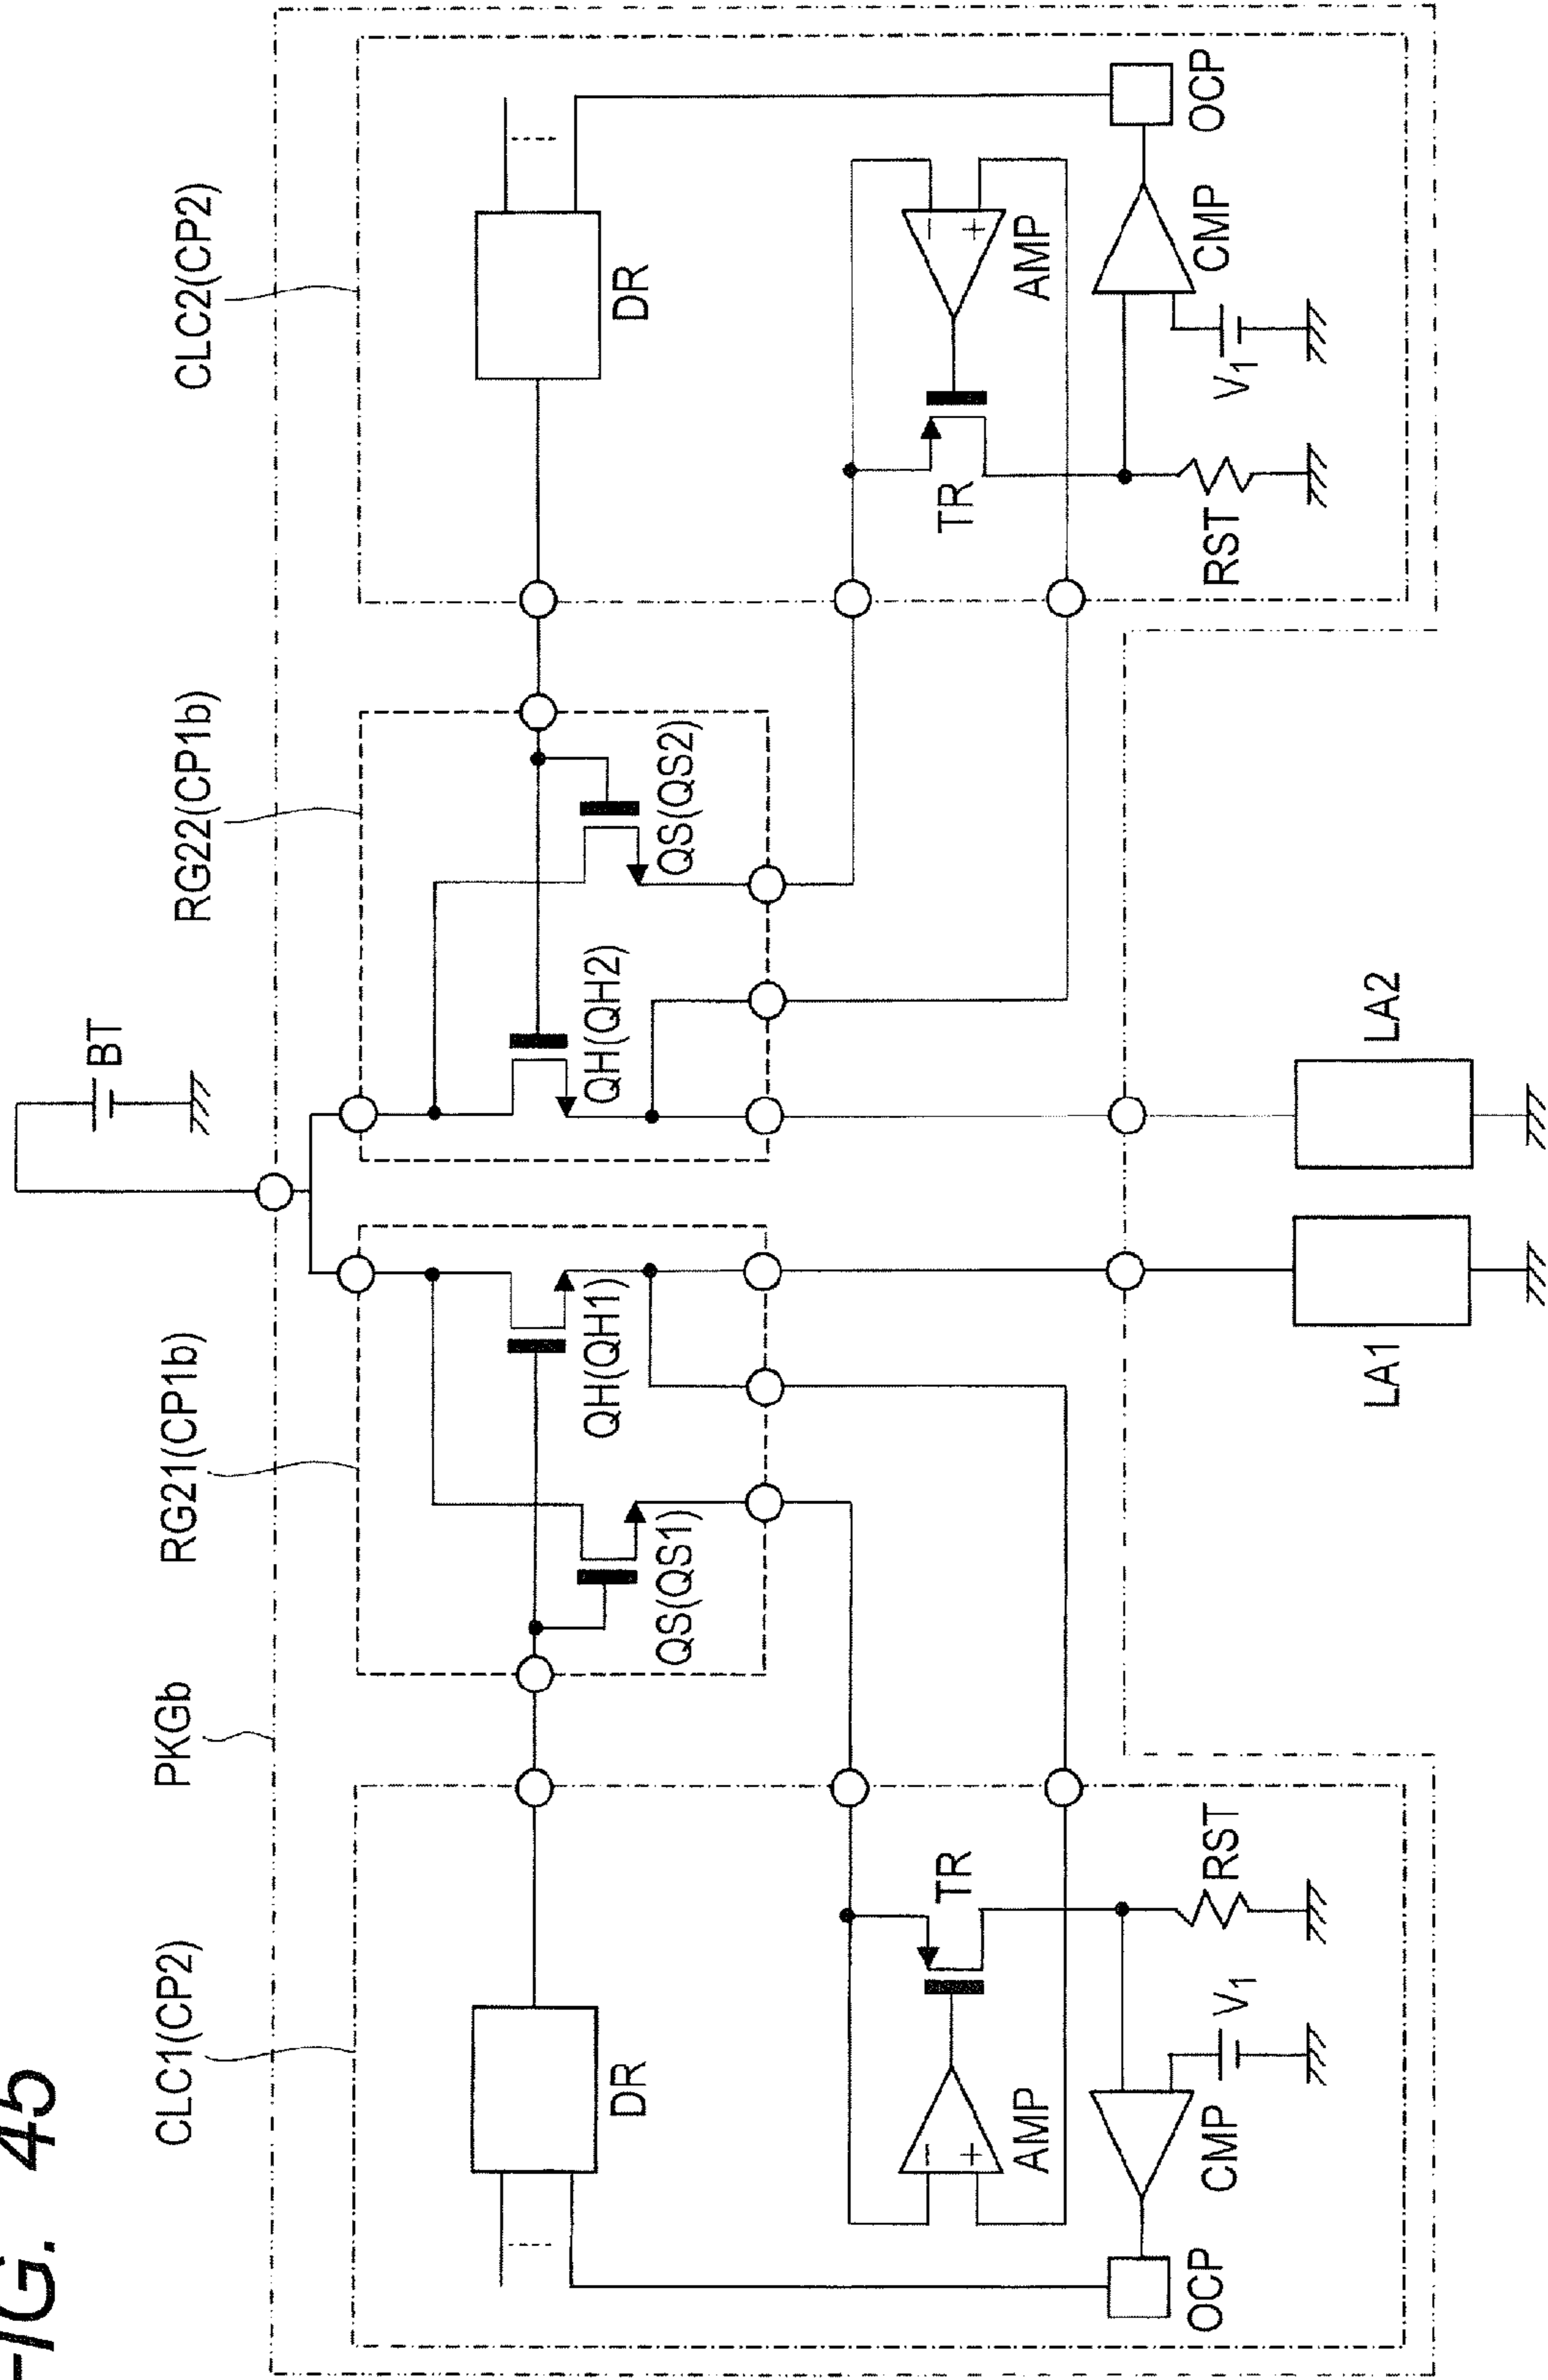 FIG. 45
BT
PKGb
CLC1(CP2)
RG21(CP1b)
RG22(CP1b)
CLC2(CP2)
DR
QS(QS1)
QH(QH1)
QH(QH2)
QS(QS2)
DR
AMP
TR
TR
AMP
OCP
CMP
V1
RST
RST
V1
CMP
OCP
LA1
LA2